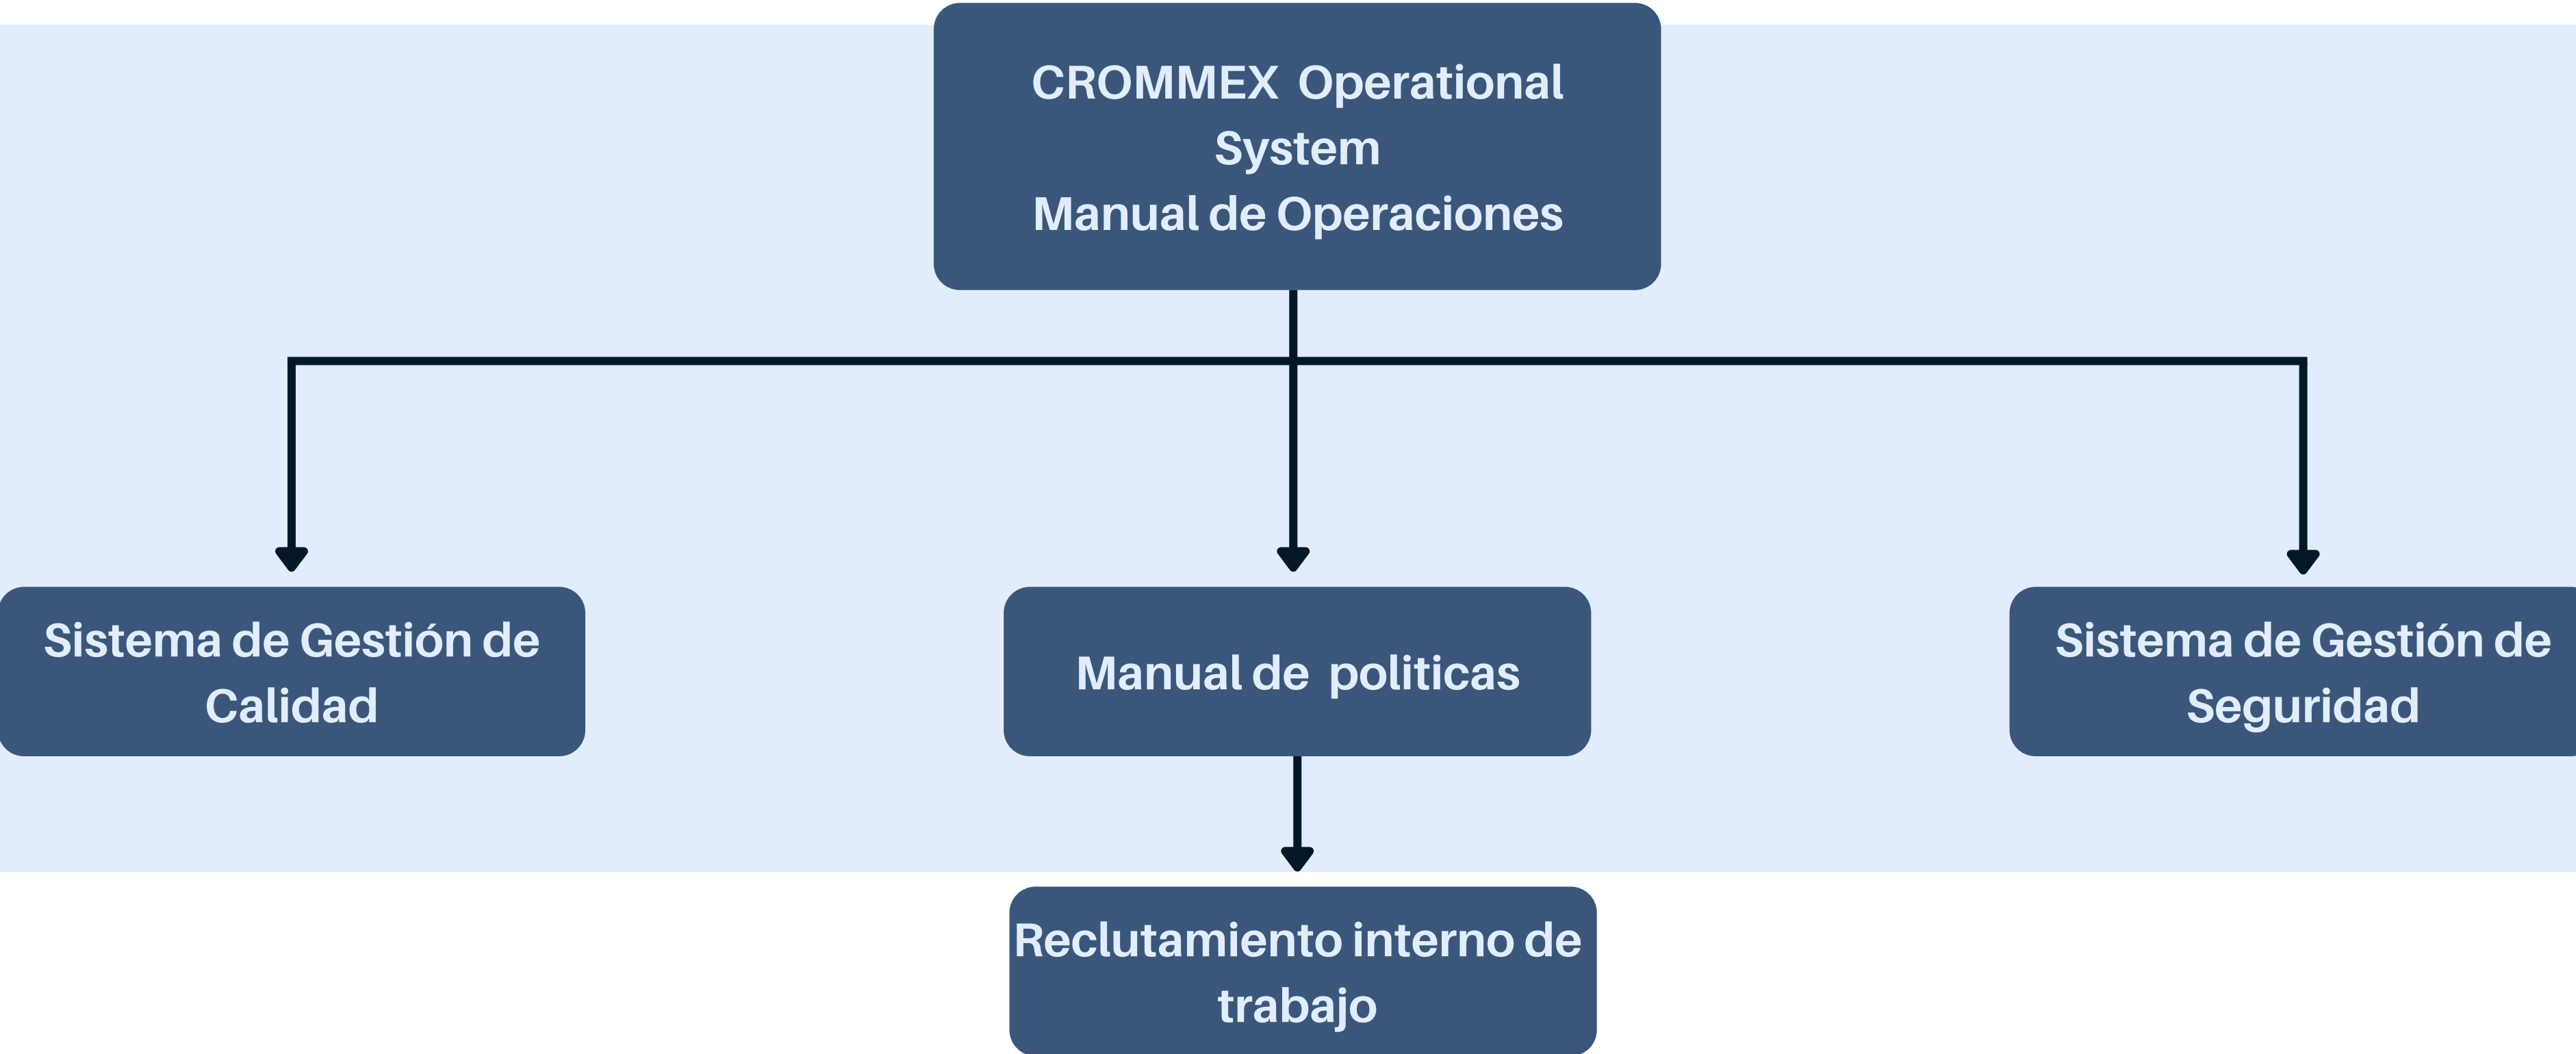 CROMMEX  Operational
System
Manual de Operaciones
Sistema de Gestión de
Calidad
Manual de  politicas
Sistema de Gestión de
Seguridad
Reclutamiento interno de
trabajo